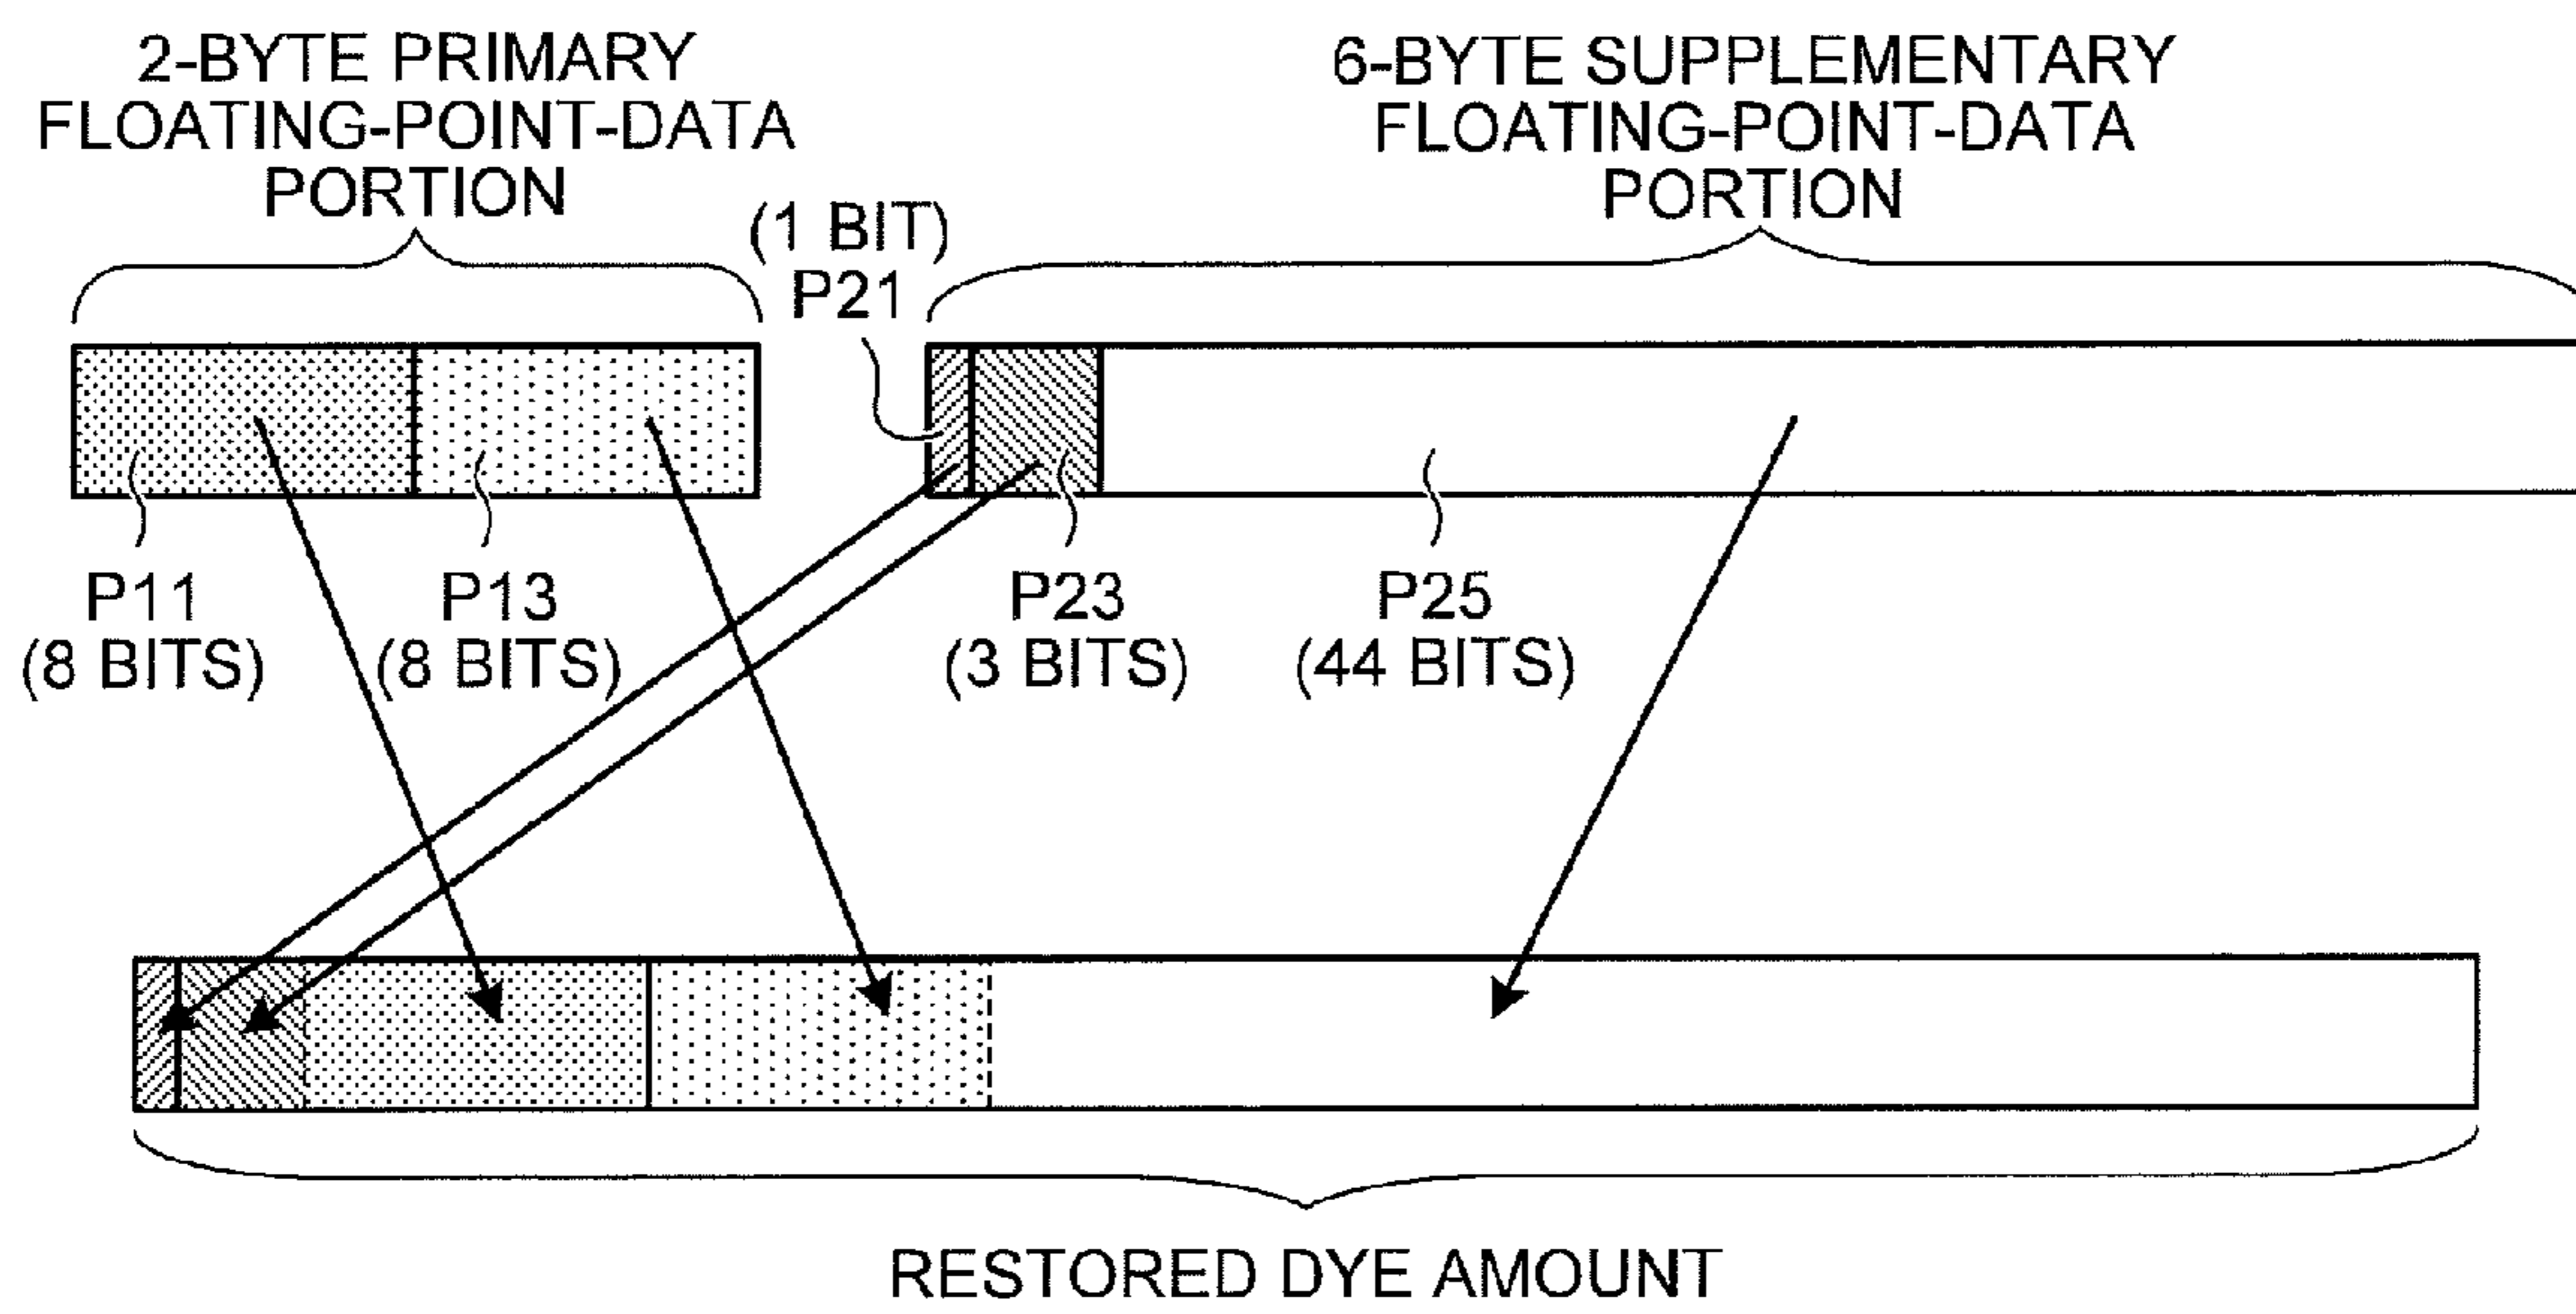 2-BYTE PRIMARY
FLOATING-POINT-DATA
PORTION
6-BYTE SUPPLEMENTARY
FLOATING-POINT-DATA
PORTION
(1 BIT)
P21
P11
(8 BITS)
P13
(8 BITS)
P23
(3 BITS)
P25
(44 BITS)
RESTORED DYE AMOUNT